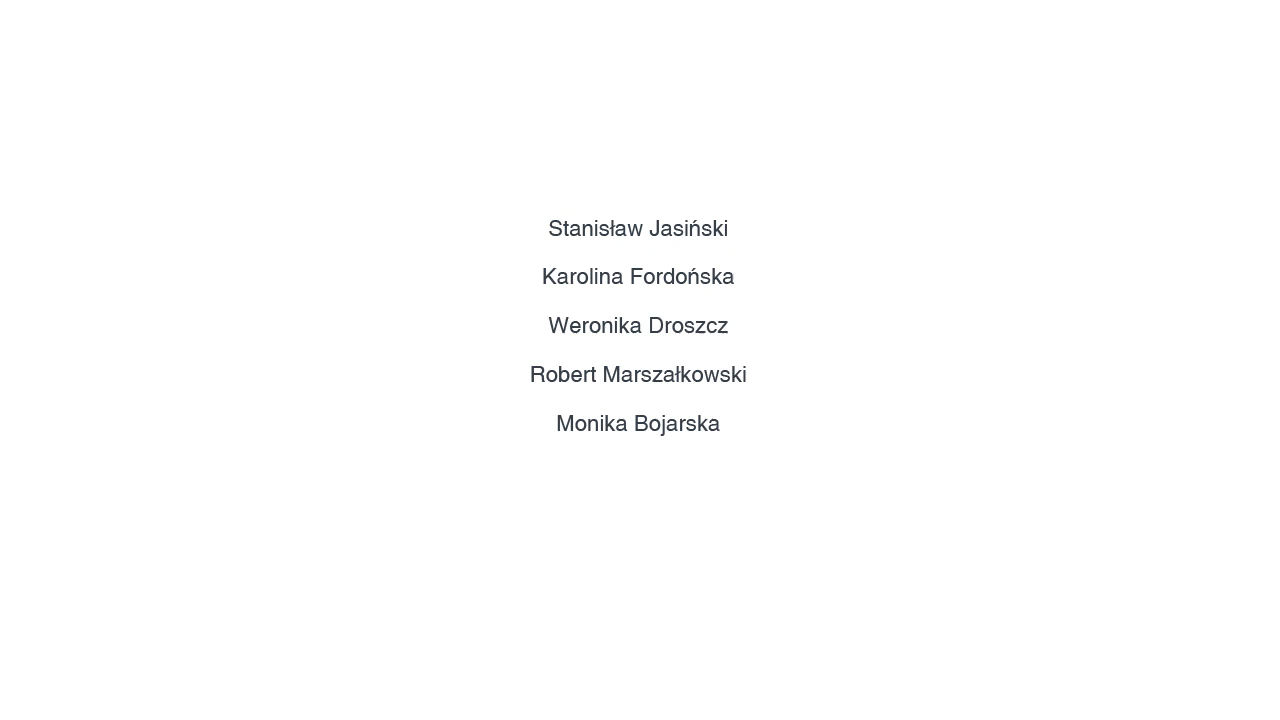 Stanisław Jasiński
Karolina Fordońska
Weronika Droszcz
Robert Marszałkowski
Monika Bojarska